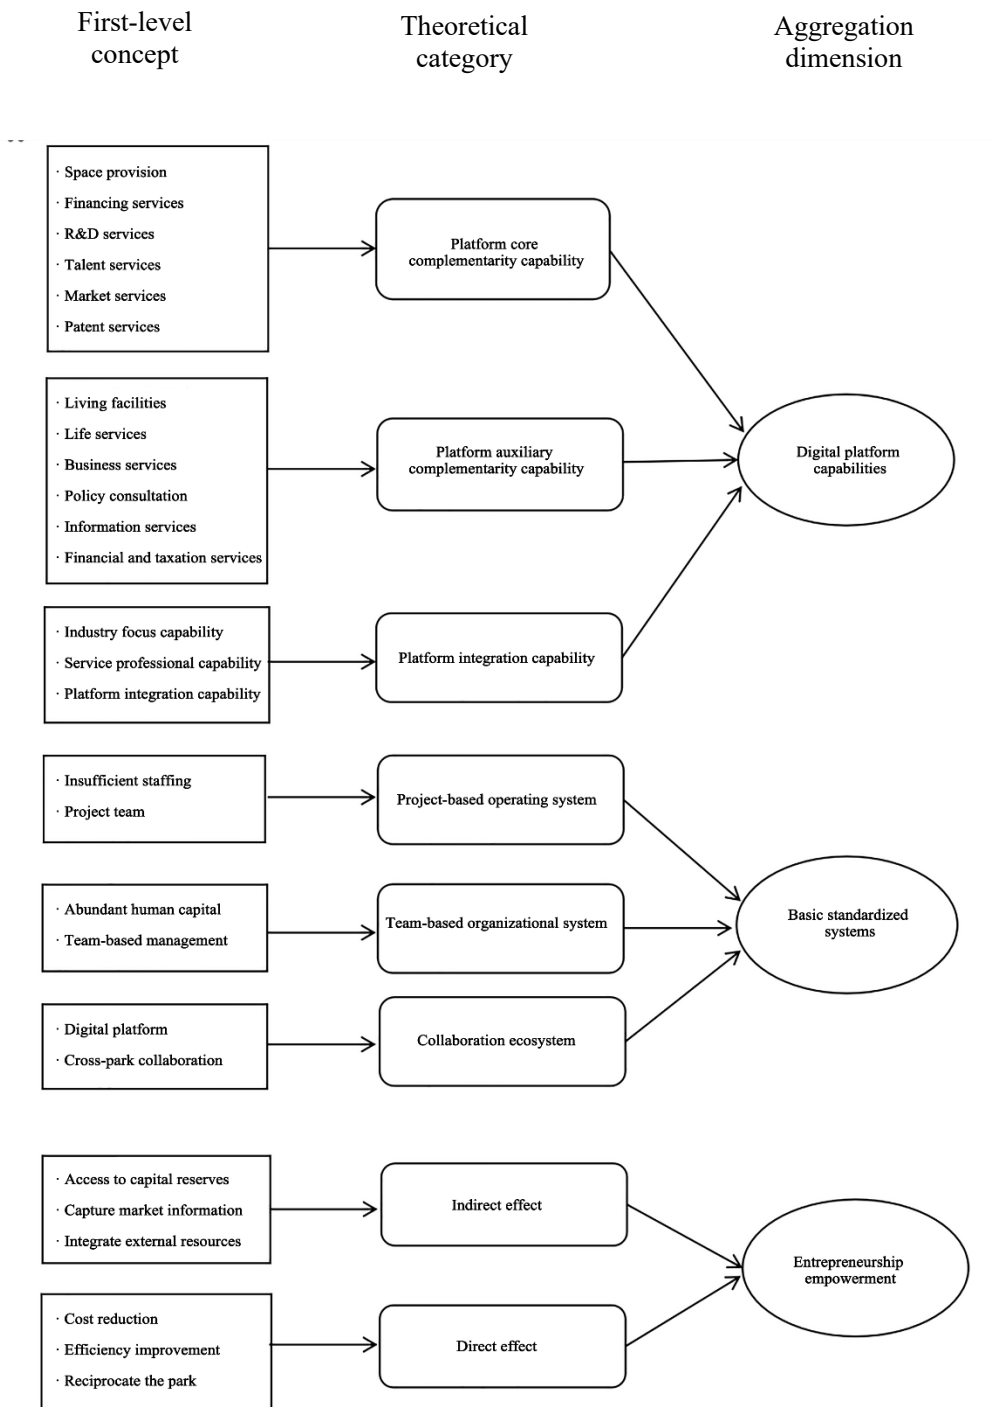 First-level
concept
Theoretical
category
Aggregation
dimension
· Space provision
· Financing services
· R&D services
· Talent services
· Market services
· Patent services
Platform core
complementarity capability
· Living facilities
· Life services
· Business services
· Policy consultation
· Information services
· Financial and taxation services
Platform auxiliary
complementarity capability
Digital platform
capabilities
· Industry focus capability
· Service professional capability
· Platform integration capability
Platform integration capability
· Insufficient staffing
· Project team
Project-based operating system
· Abundant human capital
· Team-based management
Team-based organizational system
Basic standardized
systems
· Digital platform
· Cross-park collaboration
Collaboration ecosystem
· Access to capital reserves
· Capture market information
· Integrate external resources
Indirect effect
Entrepreneurship
empowerment
· Cost reduction
· Efficiency improvement
· Reciprocate the park
Direct effect